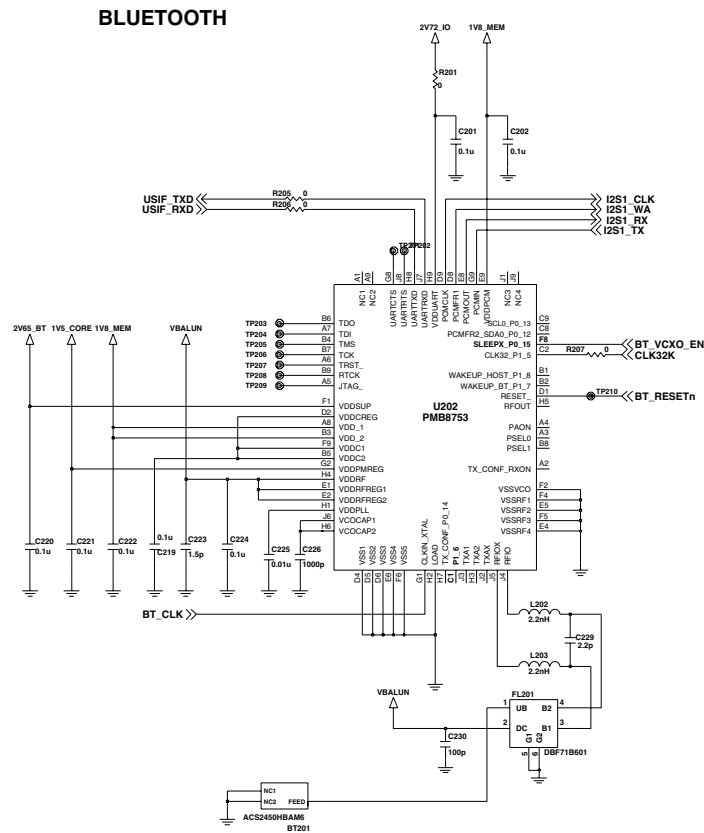 BLUETOOTH
2V72_IO 1V8_MEM
R201
0
C201
0.1u
C202
0.1u
USIF_TXD R205 0
USIF_RXD R206 0
I2S1_CLK
I2S1_WA
I2S1_RX
I2S1_TX
A1 A9 G8 J8 H8 J7 H9 D9 D8 E8 G9 E9 J1 J9
NC1 NC2 UARTCTS UARTRTS UARTTXD UARTRXD VDDUART PCMCLK PCMFR1 PCMOUT PCMIN VDDPCM NC3 NC4
2V65_BT 1V5_CORE 1V8_MEM VBALUN
TP203 B6 TDO
TP204 A7 TDI
TP205 B4 TMS
TP206 B7 TCK
TP207 A6 TRST_
TP208 B9 RTCK
TP209 A5 JTAG_
F1 VDDSUP
D2 VDDCREG
A8 VDD_1
B3 VDD_2
F9 VDDC1
B5 VDDC2
G2 VDDPMREG
H4 VDDRF
E1 VDDRFREG1
E2 VDDRFREG2
H1 VDDPLL
J6 VCOCAP1
H6 VCOCAP2
U202
PMB8753
SCL0_P0_13 C9
PCMFR2_SDA0_P0_12 C8
SLEEPX_P0_15 F8 BT_VCXO_EN
CLK32_P1_5 C2 R207 0 CLK32K
WAKEUP_HOST_P1_8 B1
WAKEUP_BT_P1_7 B2
RESET_ D1 TP210 BT_RESETn
RFOUT H5
PAON A4
PSEL0 A3
PSEL1 B8
TX_CONF_RXON A2
VSSVCO F2
VSSRF1 F4
VSSRF2 E5
VSSRF3 F5
VSSRF4 E4
C220
0.1u
C221
0.1u
C222
0.1u
0.1u
C219
C223
1.5p
C224
0.1u
C225
0.01u
C226
1000p
VSS1 VSS2 VSS3 VSS4 VSS5 CLKIN_XTAL LOAD TX_CONF_P0_14 P1_6 TXA1 TXA2 TXAX RFIOX RFIO
D4 D5 D6 E6 F6 G1 H2 H7 C1 J3 H3 J2 J5 J4
BT_CLK
L202
2.2nH
C229
2.2p
L203
2.2nH
VBALUN
FL201
1 UB B2 4
2 DC B1 3
G1 G2
5 6
DBF71B601
C230
100p
NC1
NC2 FEED
ACS2450HBAM6
BT201